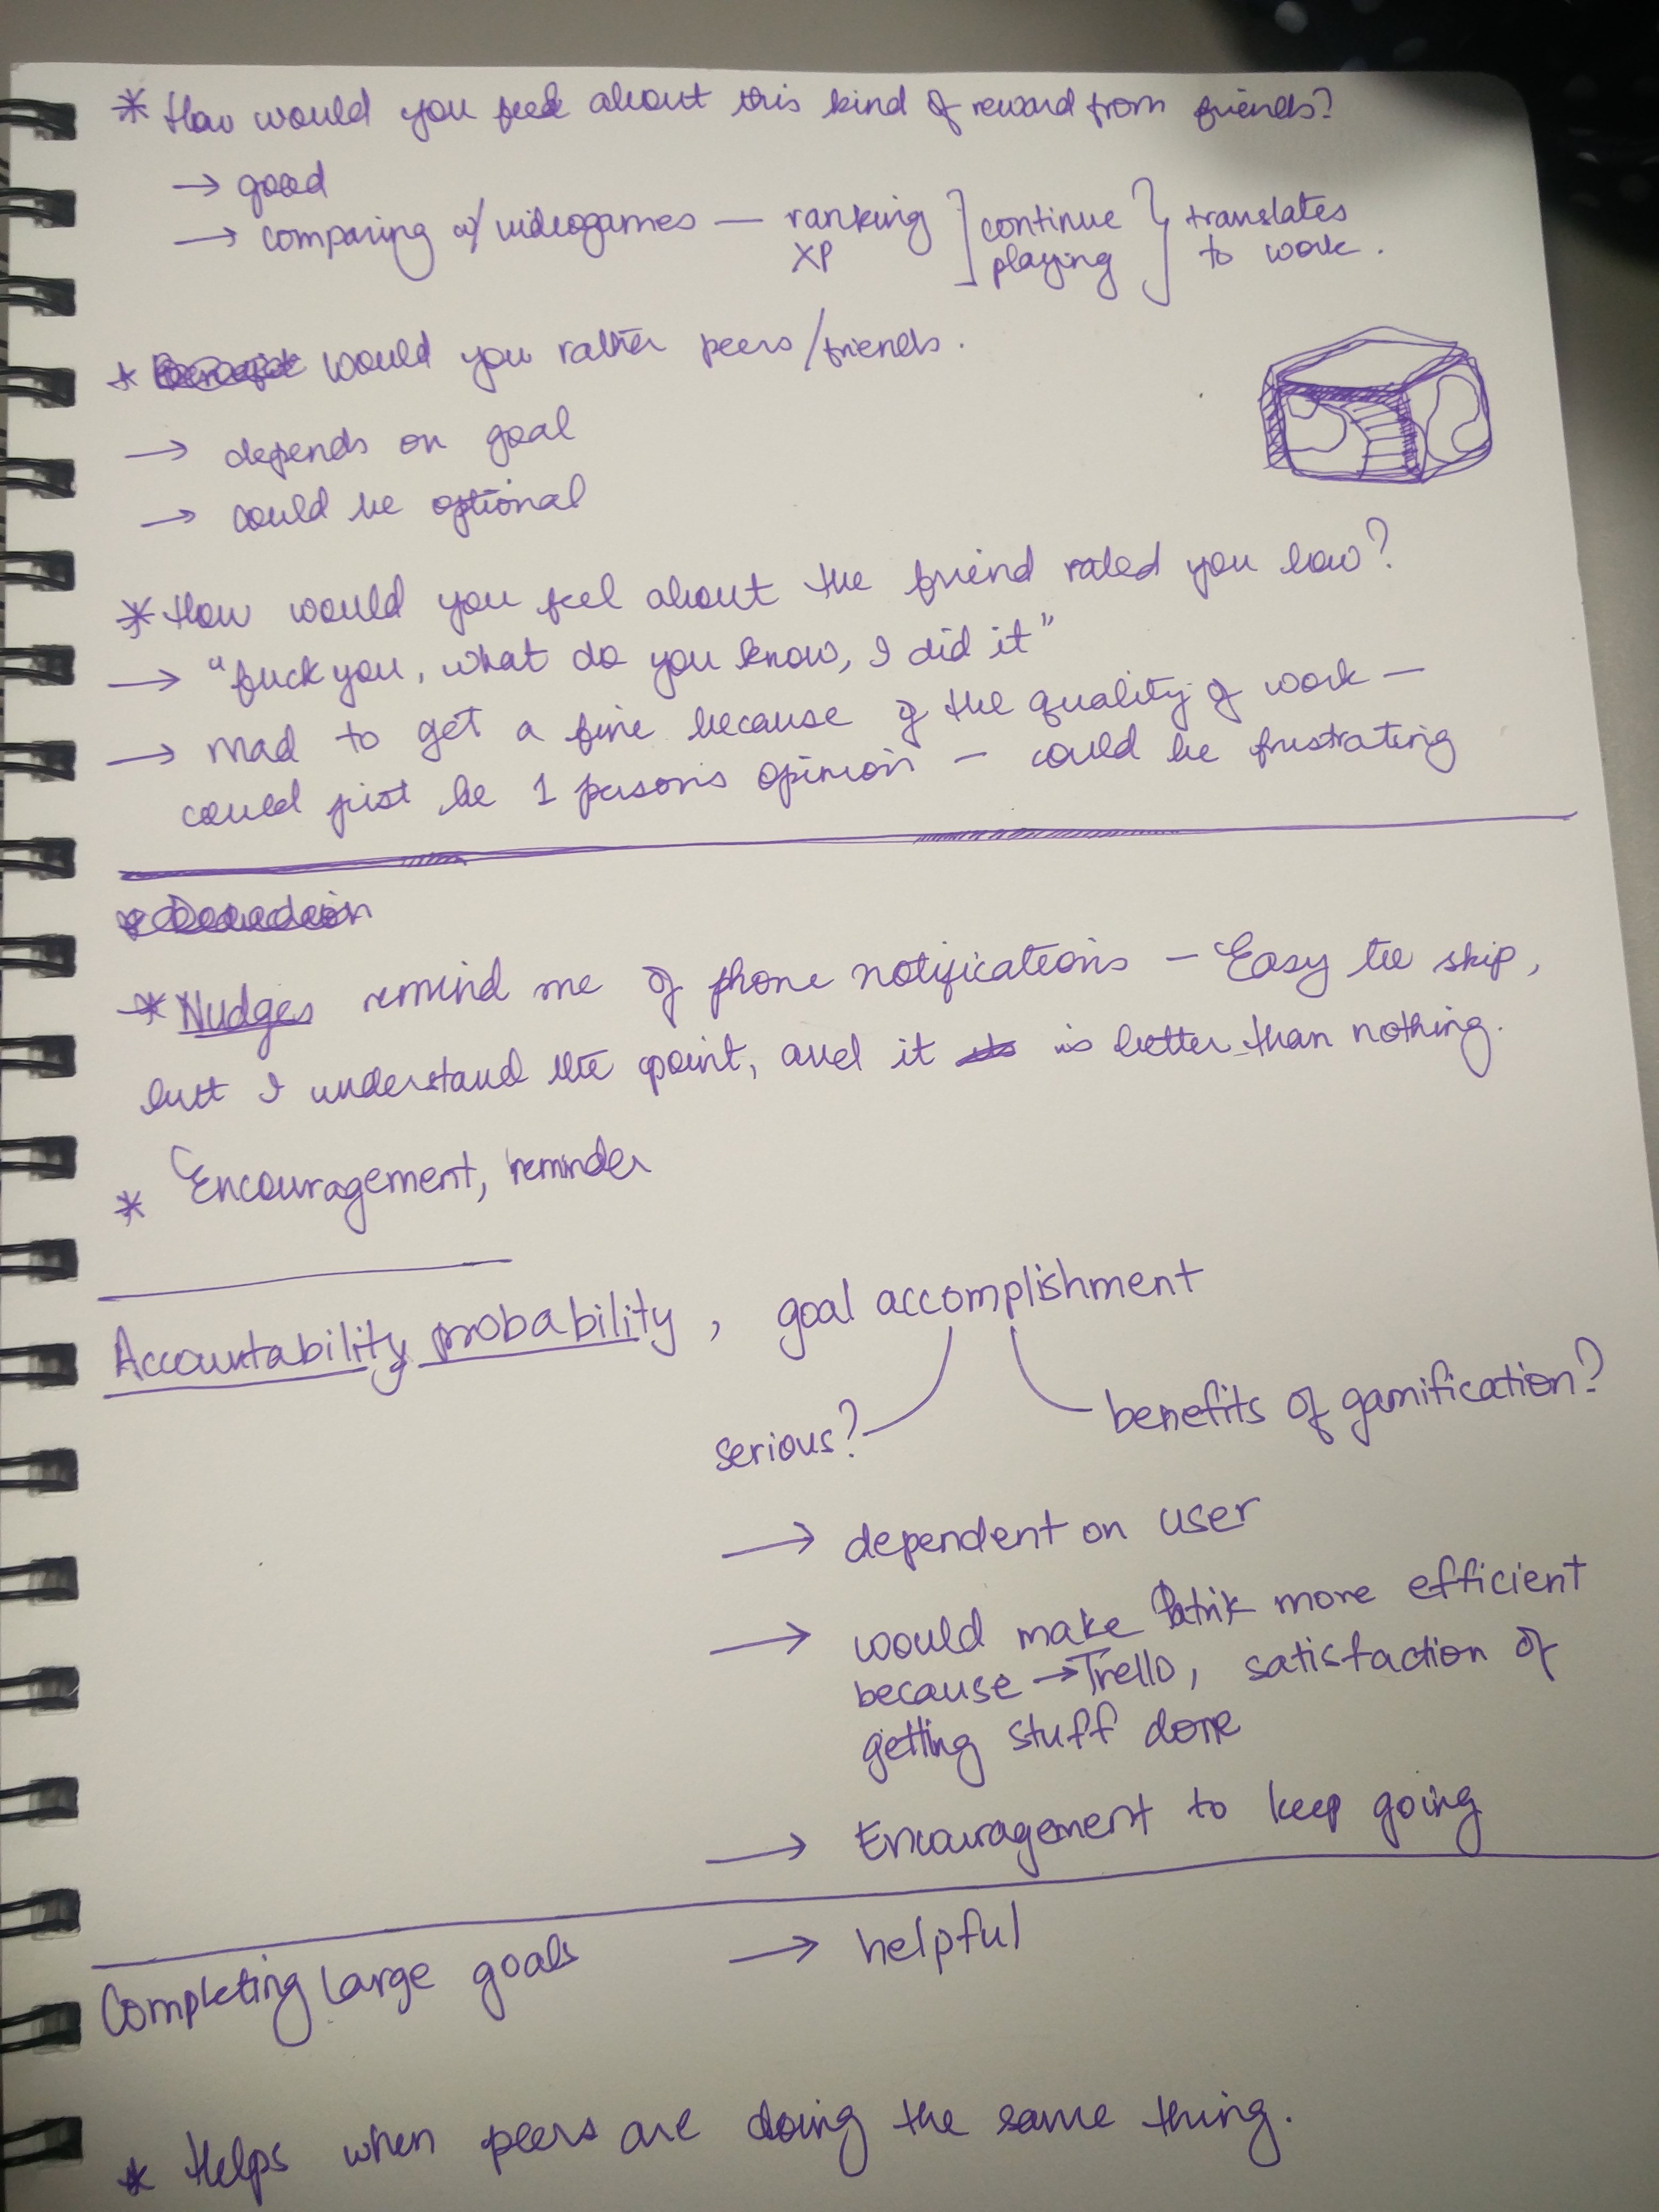 * How would you feel about this kind of reward from friends?
→ good
→ comparing w/ videogames — ranking ] continue } translates
XP playing to work.
* would you rather peers/friends.
→ depends on goal
→ could be optional
* How would you feel about the friend rated you low?
→ "fuck you, what do you know, I did it"
→ mad to get a fine because of the quality of work —
could just be 1 persons opinion — could be frustrating
* Nudges remind me of phone notifications — Easy to skip,
but I understand the point, and it is better than nothing.
* Encouragement, reminder
Accountability probability, goal accomplishment
serious? benefits of gamification?
→ dependent on user
→ would make Patrik more efficient
because → Trello, satisfaction of
getting stuff done
→ Encouragement to keep going
Completing large goals → helpful
* Helps when peers are doing the same thing.